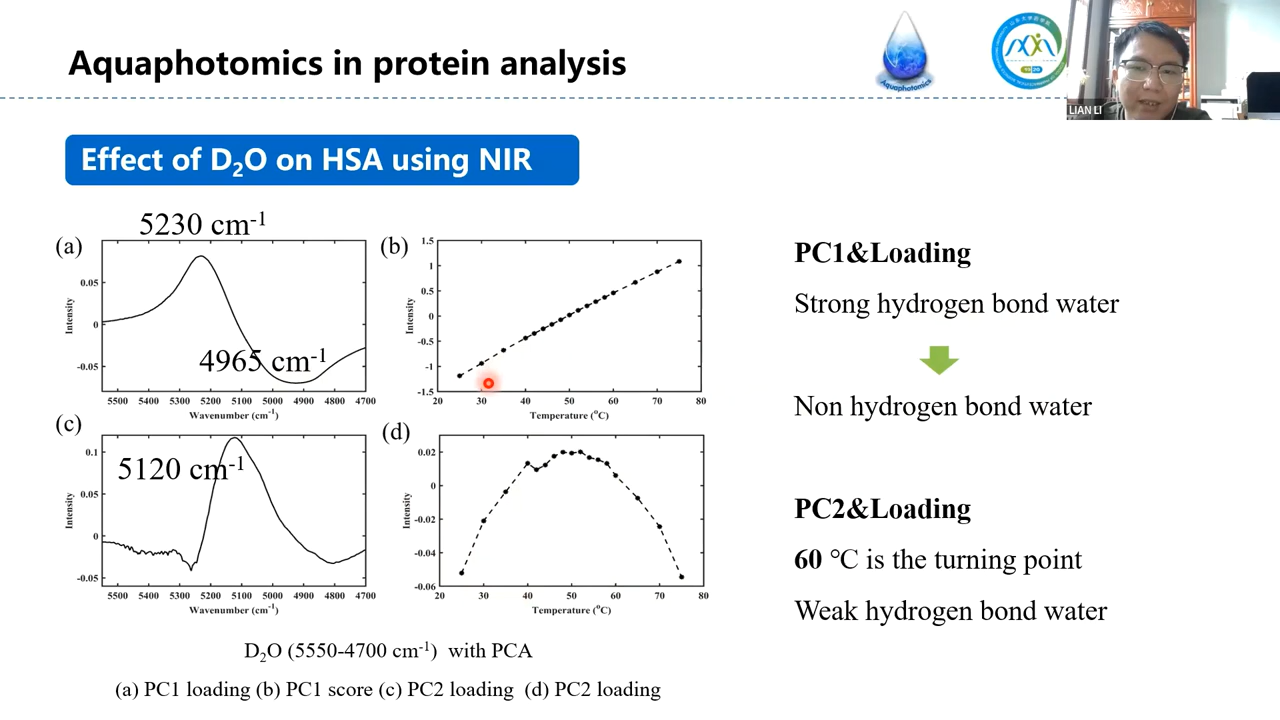 Aquaphotomics in protein analysis
Aquaphotomics
LIAN LI
Effect of D₂O on HSA using NIR
5230 cm⁻¹
(a)
0.05
0
-0.05
Intensity
4965 cm⁻¹
5500 5400 5300 5200 5100 5000 4900 4800 4700
Wavenumber (cm⁻¹)
(b)
1.5
1
0.5
0
-0.5
-1
-1.5
Intensity
20 30 40 50 60 70 80
Temperature (°C)
(c)
0.1
0.05
0
-0.05
Intensity
5120 cm⁻¹
5500 5400 5300 5200 5100 5000 4900 4800 4700
Wavenumber (cm⁻¹)
(d)
0.02
0
-0.02
-0.04
-0.06
Intensity
20 30 40 50 60 70 80
Temperature (°C)
D₂O (5550-4700 cm⁻¹) with PCA
(a) PC1 loading (b) PC1 score (c) PC2 loading (d) PC2 loading
PC1&Loading
Strong hydrogen bond water
Non hydrogen bond water
PC2&Loading
60 °C is the turning point
Weak hydrogen bond water